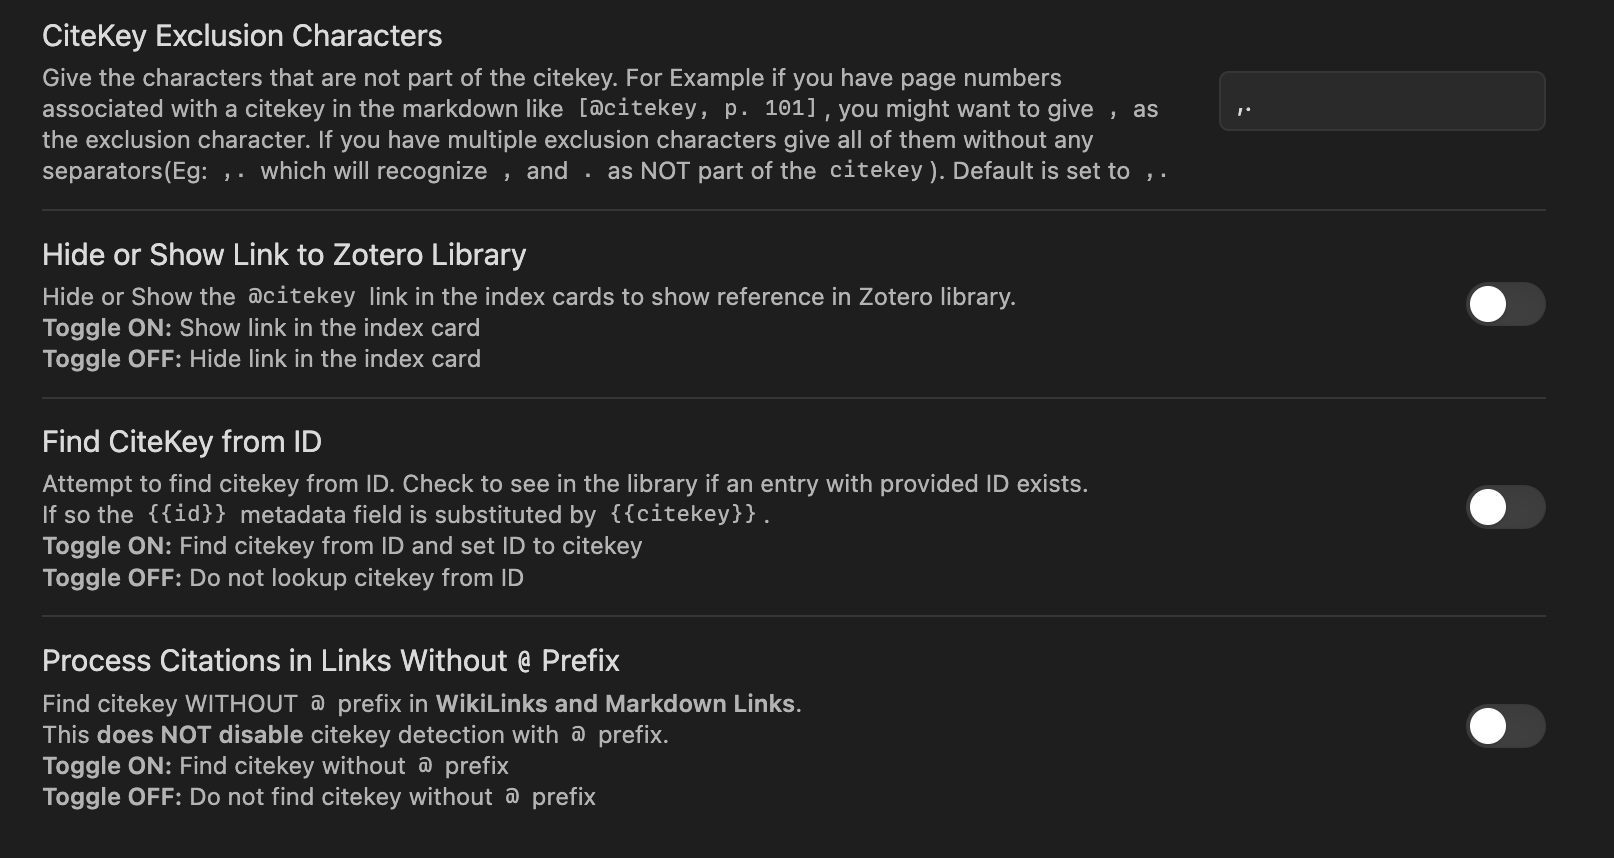 CiteKey Exclusion Characters
Give the characters that are not part of the citekey. For Example if you have page numbers
associated with a citekey in the markdown like [@citekey, p. 101], you might want to give , as
the exclusion character. If you have multiple exclusion characters give all of them without any
separators(Eg: ,. which will recognize , and . as NOT part of the citekey). Default is set to ,.
,.
Hide or Show Link to Zotero Library
Hide or Show the @citekey link in the index cards to show reference in Zotero library.
Toggle ON: Show link in the index card
Toggle OFF: Hide link in the index card
Find CiteKey from ID
Attempt to find citekey from ID. Check to see in the library if an entry with provided ID exists.
If so the {{id}} metadata field is substituted by {{citekey}}.
Toggle ON: Find citekey from ID and set ID to citekey
Toggle OFF: Do not lookup citekey from ID
Process Citations in Links Without @ Prefix
Find citekey WITHOUT @ prefix in WikiLinks and Markdown Links.
This does NOT disable citekey detection with @ prefix.
Toggle ON: Find citekey without @ prefix
Toggle OFF: Do not find citekey without @ prefix